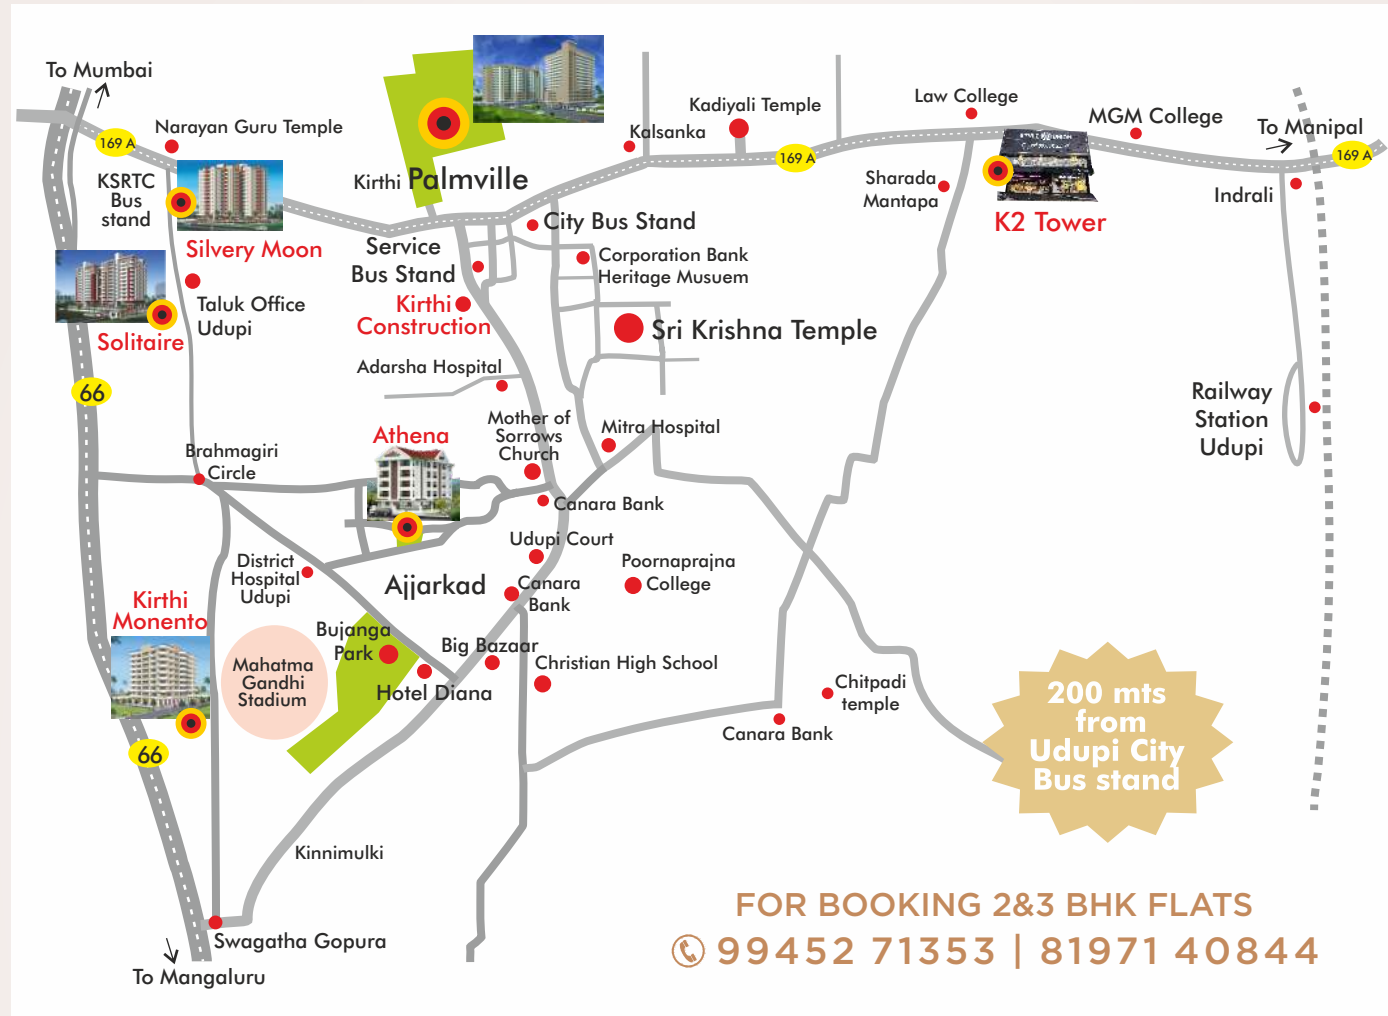 To Mumbai
169 A
Narayan Guru Temple
KSRTC
Bus
stand
Silvery Moon
Solitaire
Taluk Office
Udupi
66
Kirthi Palmville
Service
Bus Stand
Kirthi
Construction
City Bus Stand
Corporation Bank
Heritage Musuem
Sri Krishna Temple
Kalsanka
Kadiyali Temple
169 A
Law College
MGM College
To Manipal
169 A
Sharada
Mantapa
K2 Tower
Indrali
Railway
Station
Udupi
Adarsha Hospital
Mother of
Sorrows
Church
Mitra Hospital
Athena
Brahmagiri
Circle
Canara Bank
Udupi Court
Poornaprajna
College
Canara
Bank
Ajjarkad
District
Hospital
Udupi
Kirthi
Monento
Bujanga
Park
Mahatma
Gandhi
Stadium
Big Bazaar
Hotel Diana
Christian High School
Chitpadi
temple
Canara Bank
66
200 mts
from
Udupi City
Bus stand
Kinnimulki
Swagatha Gopura
To Mangaluru
FOR BOOKING 2&3 BHK FLATS
99452 71353 | 81971 40844